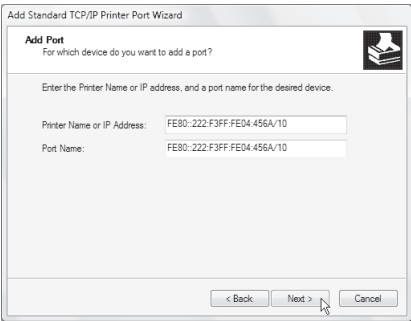 Add Standard TCP/IP Printer Port Wizard
Add Port
For which device do you want to add a port?
Enter the Printer Name or IP address, and a port name for the desired device.
Printer Name or IP Address: FE80::222:F3FF:FE04:456A/10
Port Name: FE80::222:F3FF:FE04:456A/10
< Back Next > Cancel